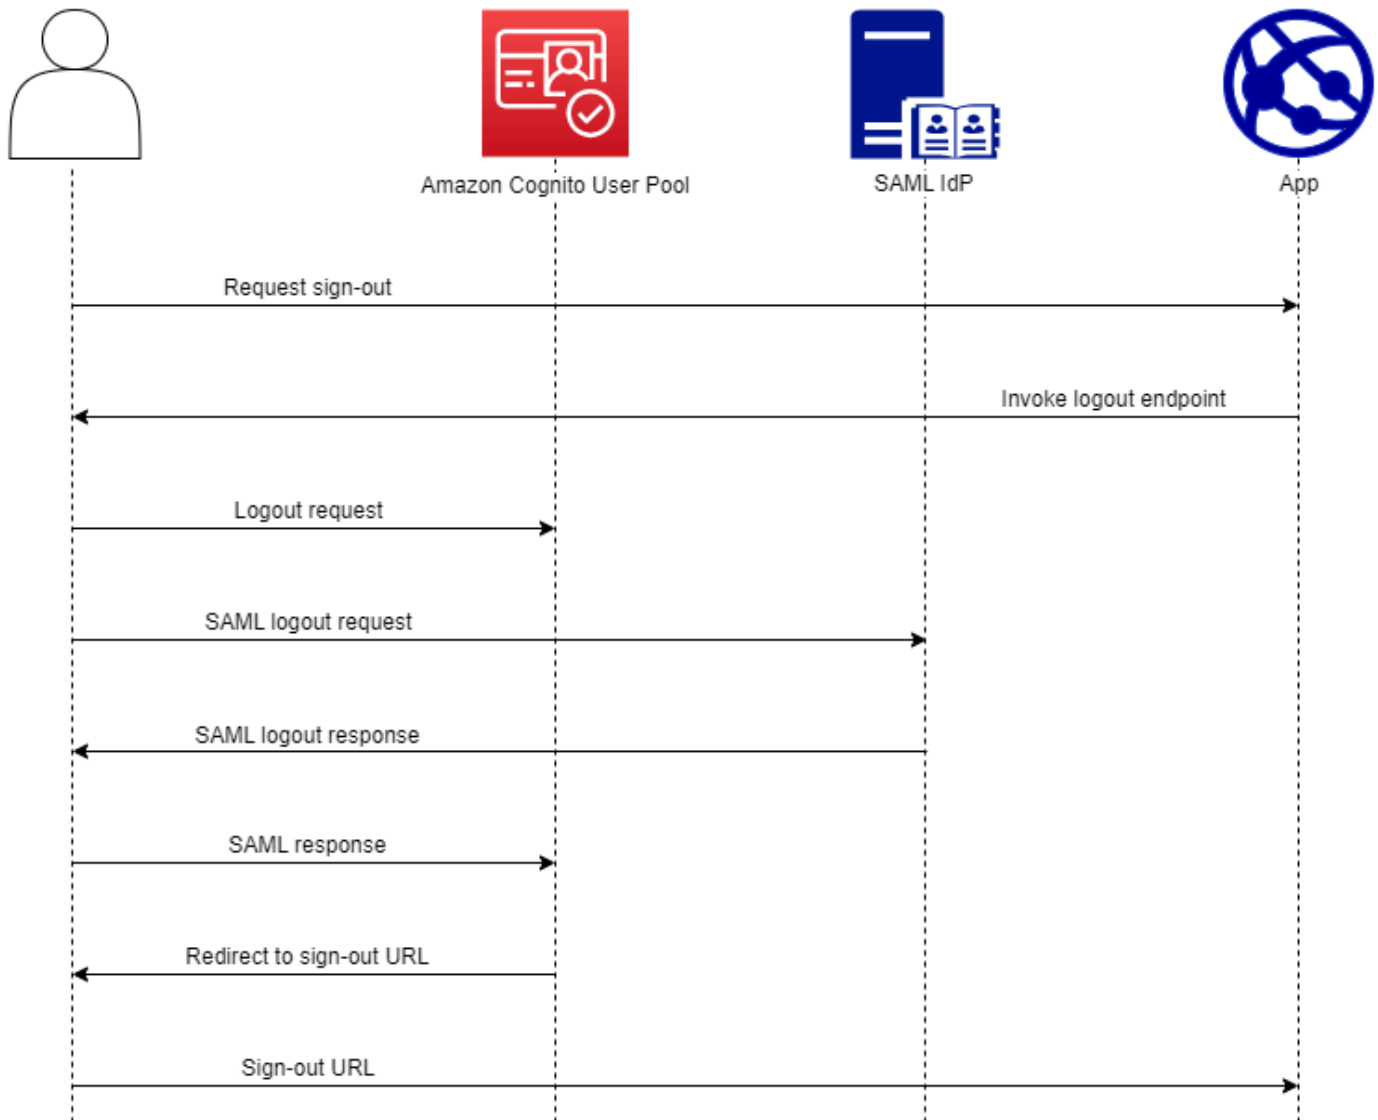 Amazon Cognito User Pool
SAML IdP
App
Request sign-out
Invoke logout endpoint
Logout request
SAML logout request
SAML logout response
SAML response
Redirect to sign-out URL
Sign-out URL